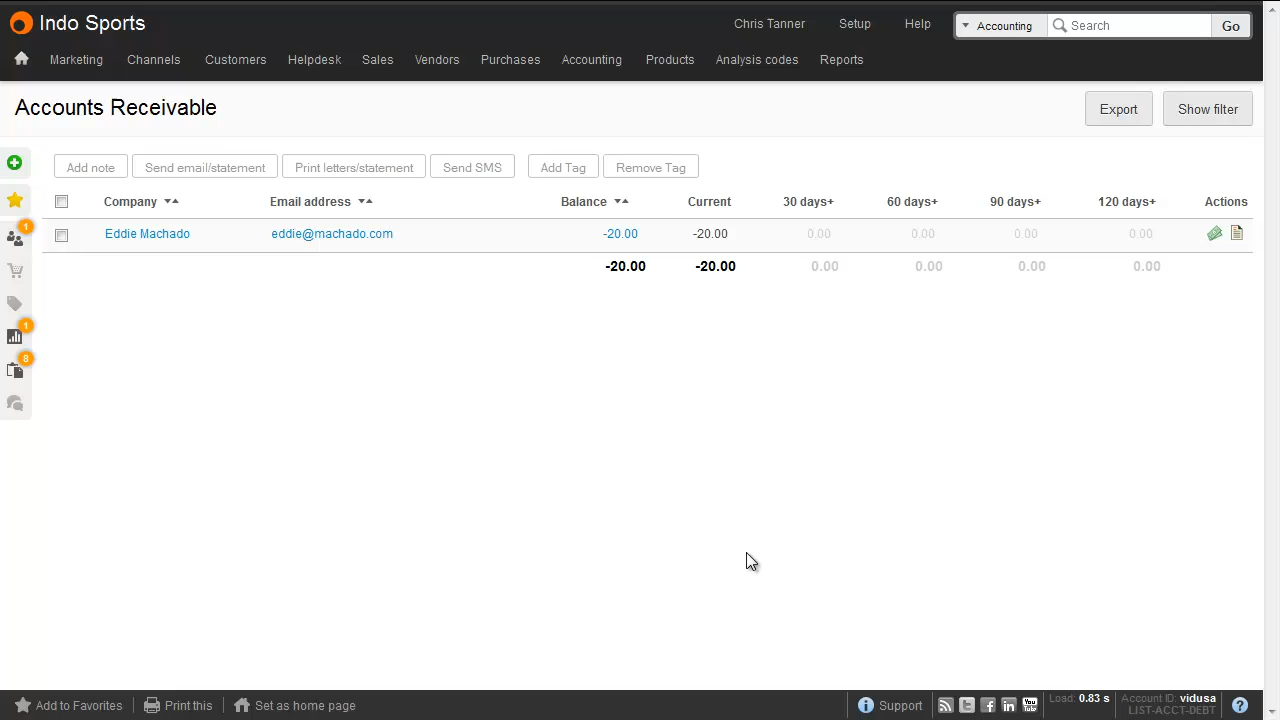 Indo Sports
Chris Tanner Setup Help Accounting Search Go
Marketing Channels Customers Helpdesk Sales Vendors Purchases Accounting Products Analysis codes Reports
Accounts Receivable
Export Show filter
Add note Send email/statement Print letters/statement Send SMS Add Tag Remove Tag
Company Email address Balance Current 30 days+ 60 days+ 90 days+ 120 days+ Actions
1
Eddie Machado eddie@machado.com -20.00 -20.00 0.00 0.00 0.00 0.00
-20.00 -20.00 0.00 0.00 0.00 0.00
1
8
Add to Favorites Print this Set as home page Support You Tube Load: 0.83 s Account ID: vidusa
LIST-ACCT-DEBT